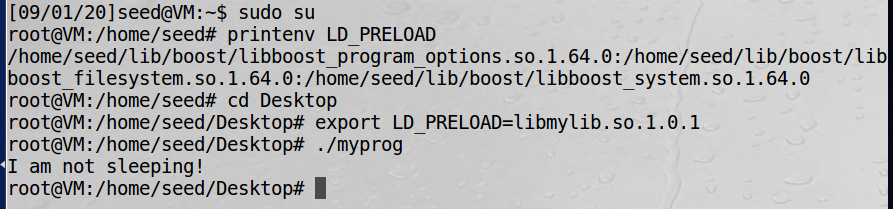 [09/01/20]seed@VM:~$ sudo su
root@VM:/home/seed# printenv LD_PRELOAD
/home/seed/lib/boost/libboost_program_options.so.1.64.0:/home/seed/lib/boost/lib
boost_filesystem.so.1.64.0:/home/seed/lib/boost/libboost_system.so.1.64.0
root@VM:/home/seed# cd Desktop
root@VM:/home/seed/Desktop# export LD_PRELOAD=libmylib.so.1.0.1
root@VM:/home/seed/Desktop# ./myprog
I am not sleeping!
root@VM:/home/seed/Desktop#